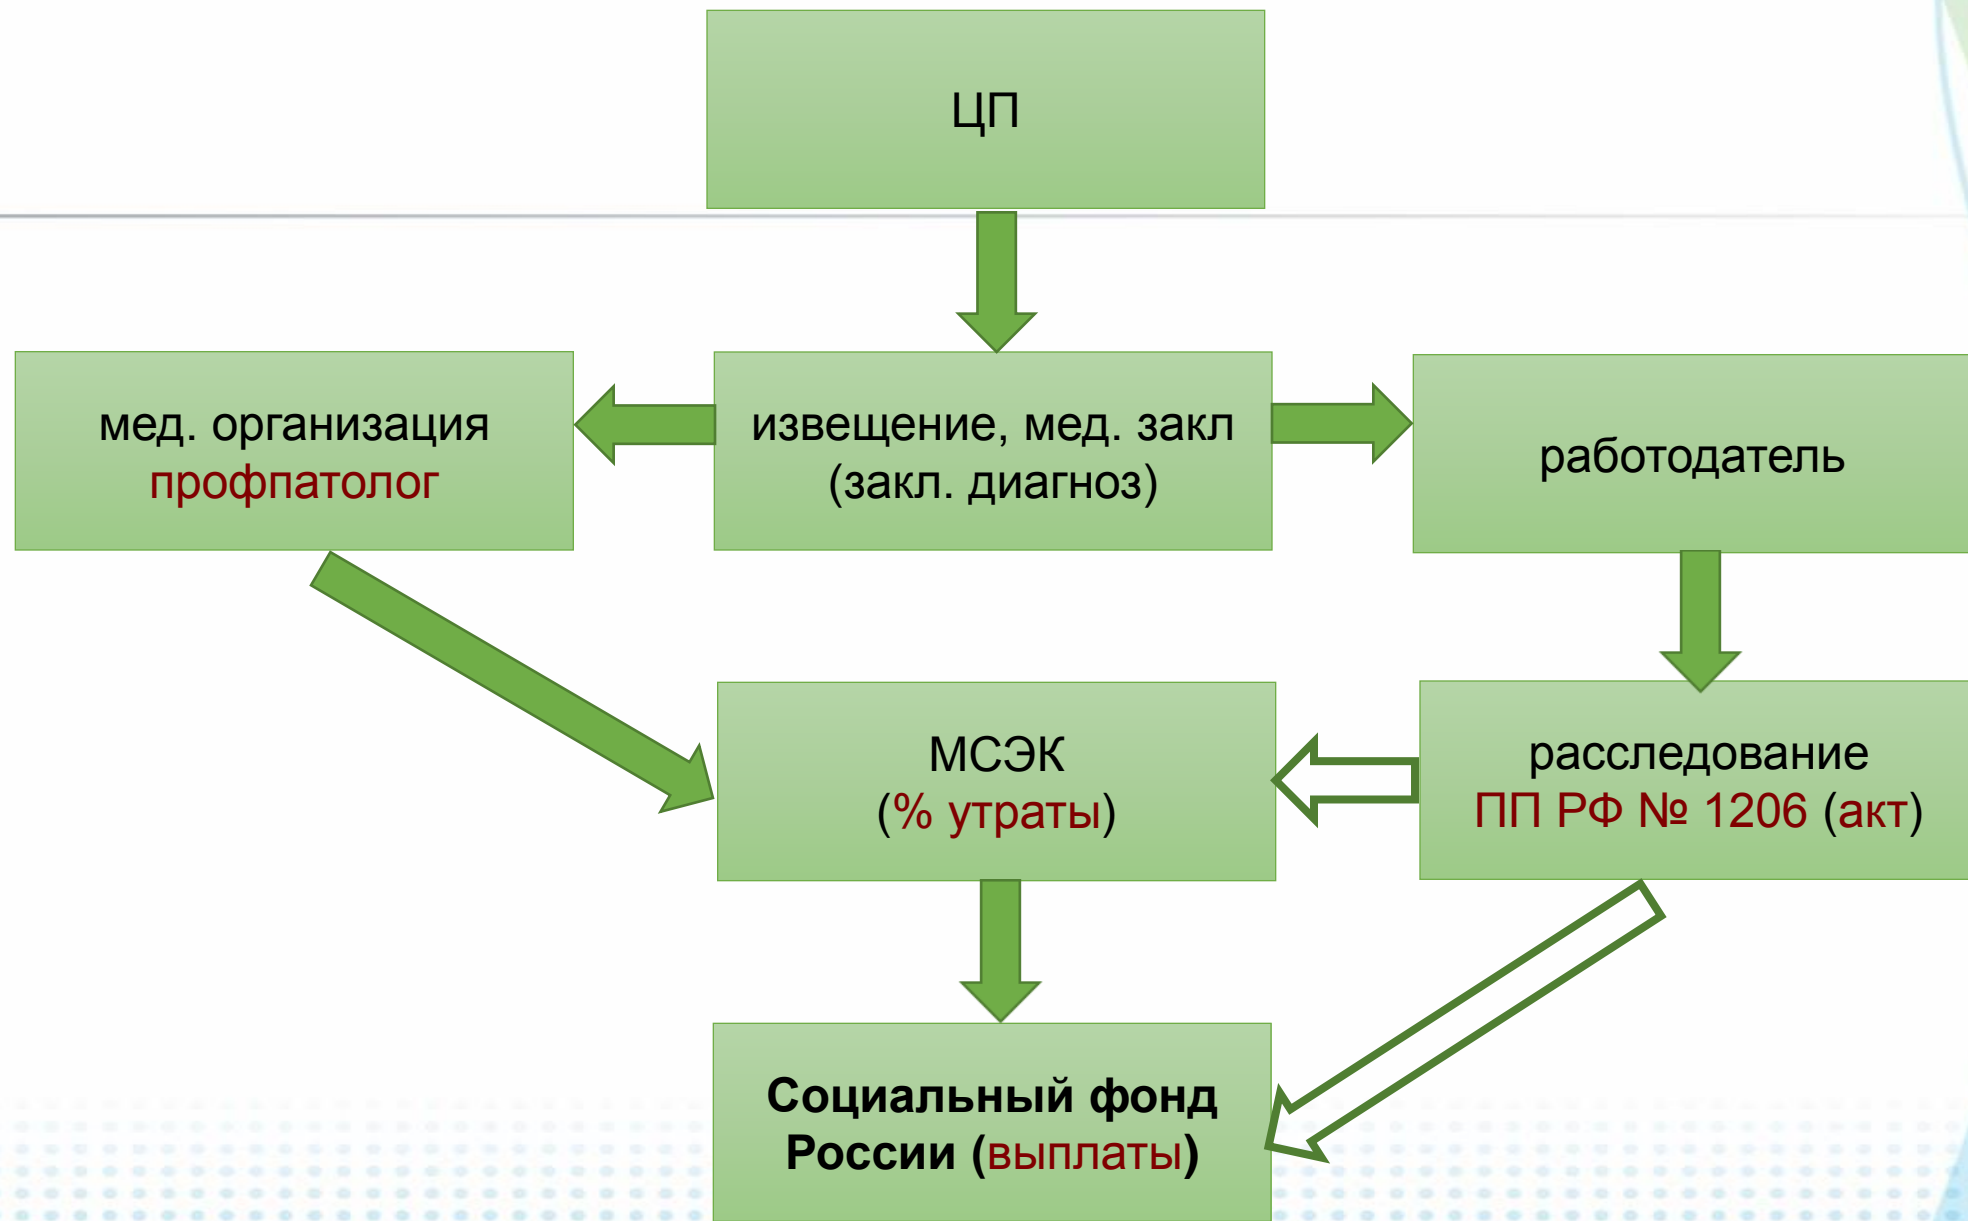 ЦП
мед. организация
профпатолог
извещение, мед. закл
(закл. диагноз)
работодатель
МСЭК
(% утраты)
расследование
ПП РФ № 1206 (акт)
Социальный фонд
России (выплаты)